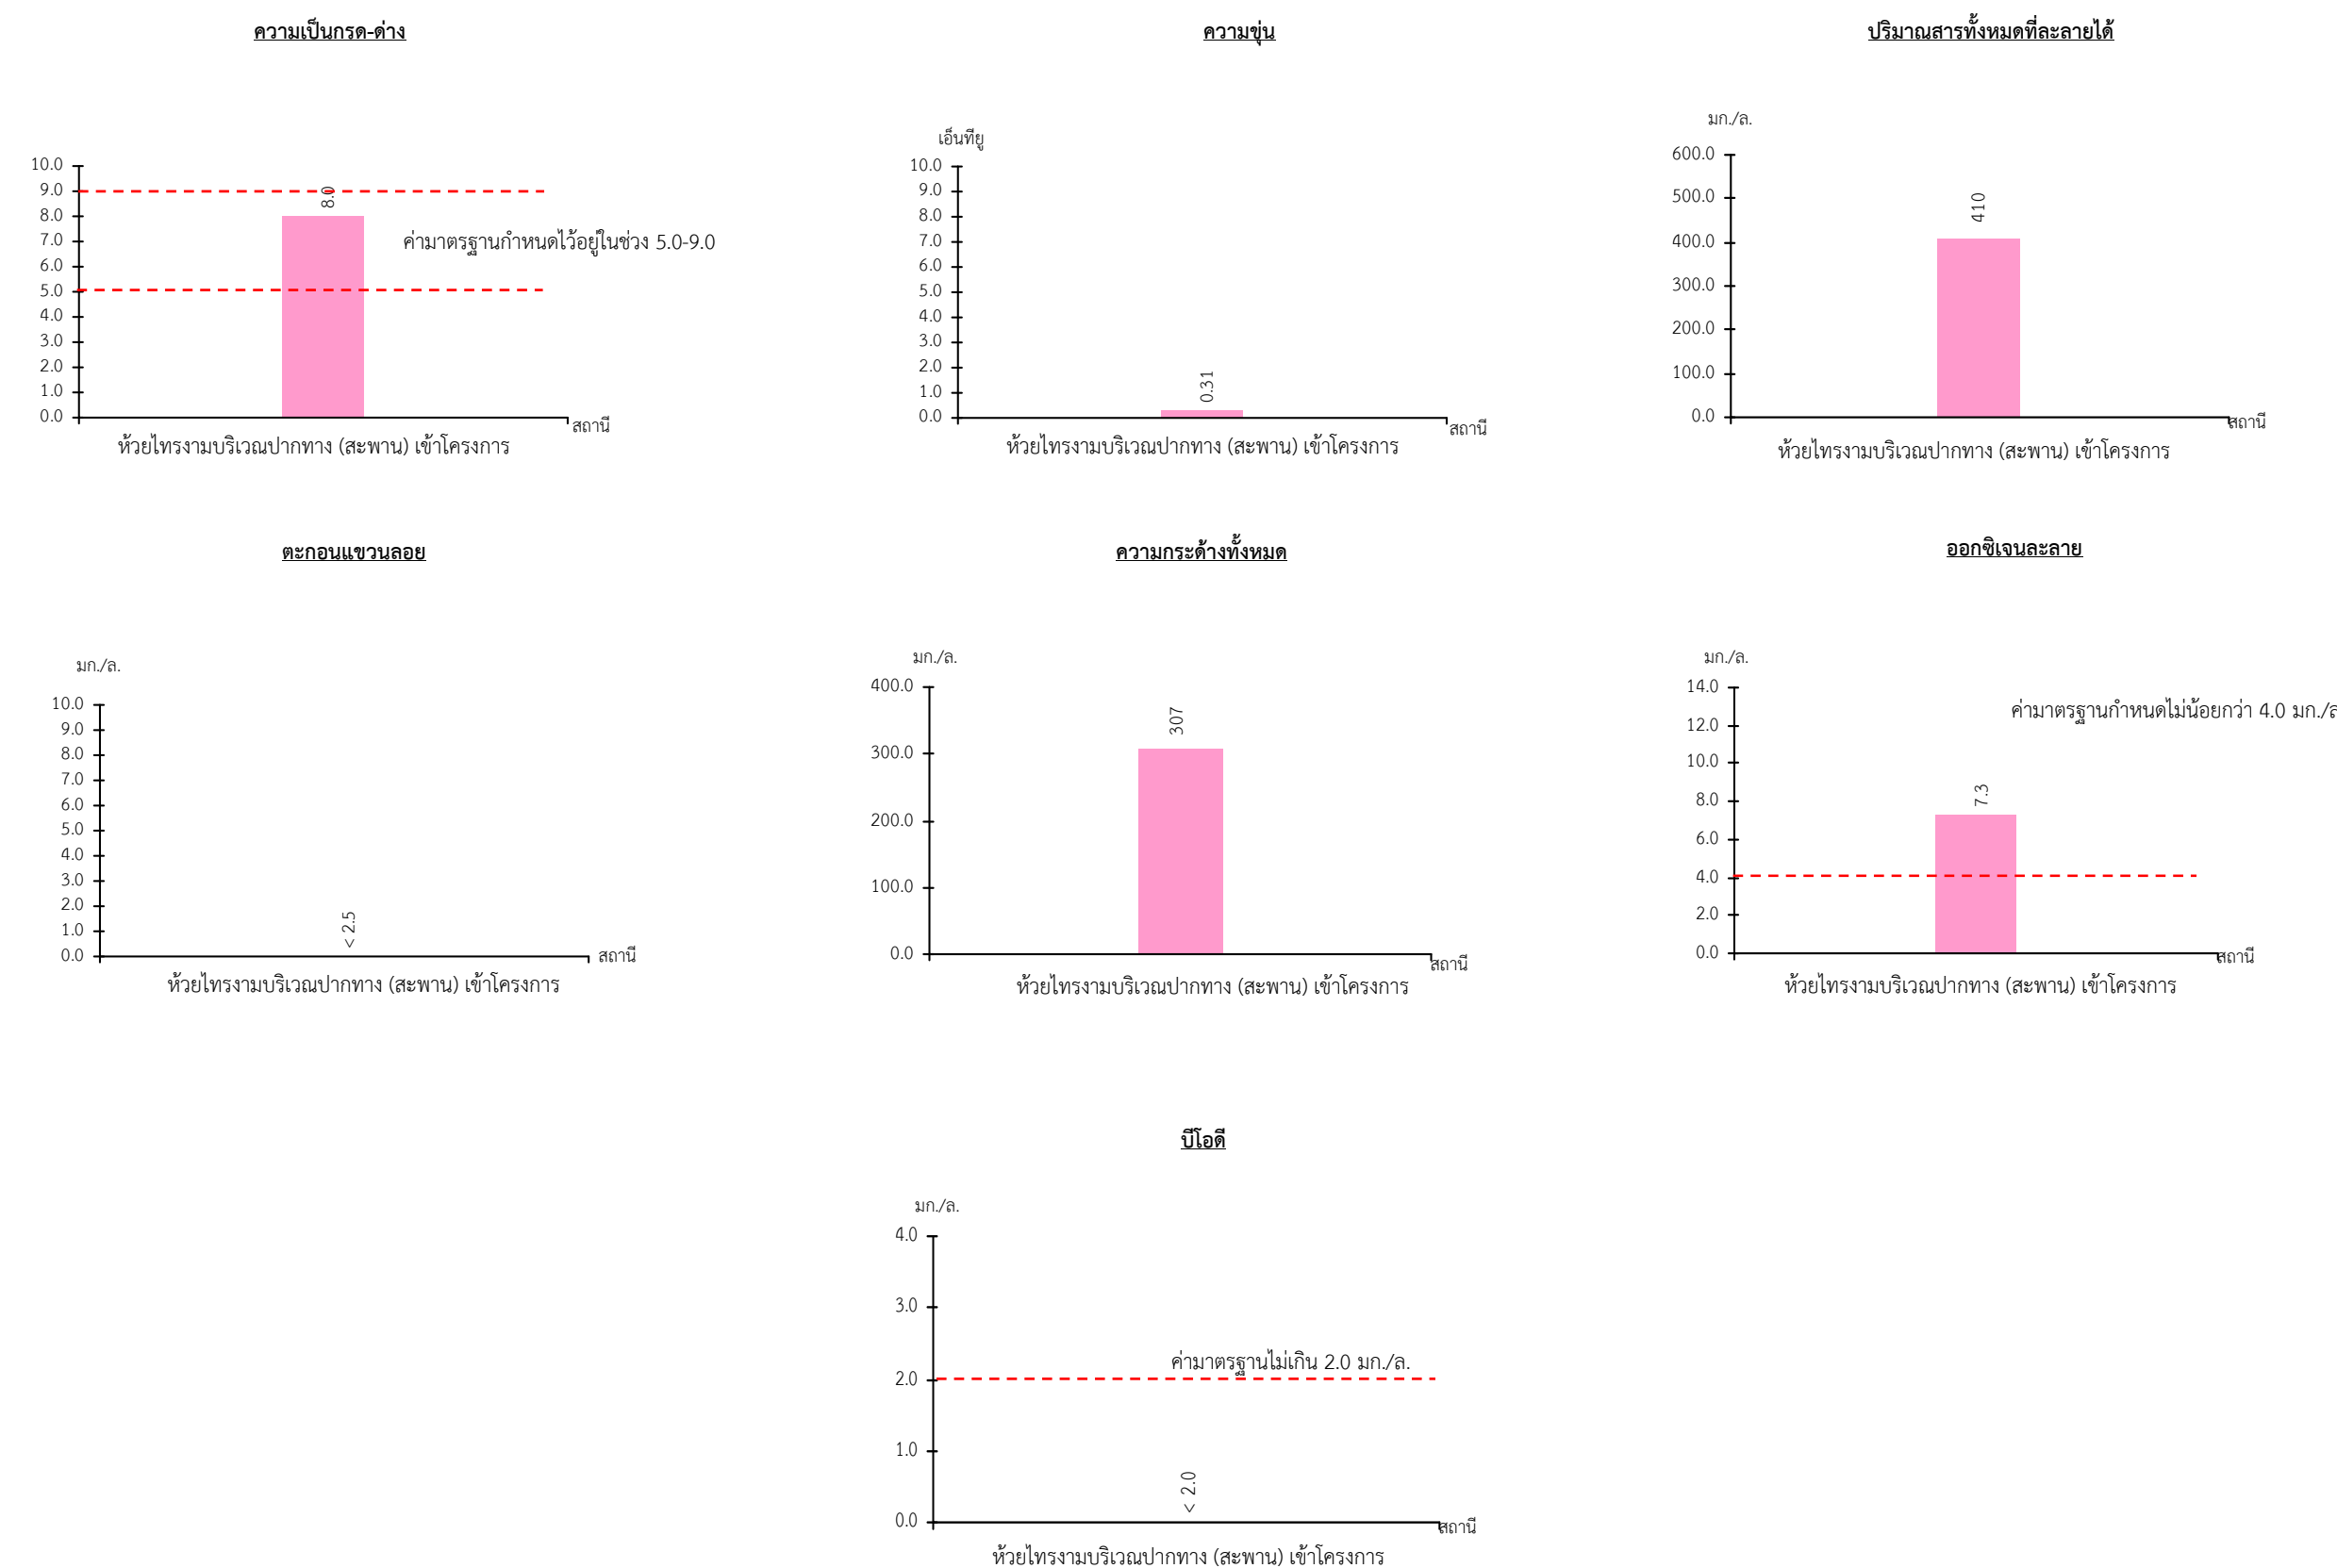 ความเป็นกรด-ด่าง
10.0
9.0
8.0
7.0
6.0
5.0
4.0
3.0
2.0
1.0
0.0
8.0
ค่ามาตรฐานกำหนดไว้อยู่ในช่วง 5.0-9.0
สถานี
ห้วยไทรงามบริเวณปากทาง (สะพาน) เข้าโครงการ
ความขุ่น
เอ็นทียู
10.0
9.0
8.0
7.0
6.0
5.0
4.0
3.0
2.0
1.0
0.0
0.31
สถานี
ห้วยไทรงามบริเวณปากทาง (สะพาน) เข้าโครงการ
ปริมาณสารทั้งหมดที่ละลายได้
มก./ล.
600.0
500.0
400.0
300.0
200.0
100.0
0.0
410
สถานี
ห้วยไทรงามบริเวณปากทาง (สะพาน) เข้าโครงการ
ตะกอนแขวนลอย
มก./ล.
10.0
9.0
8.0
7.0
6.0
5.0
4.0
3.0
2.0
1.0
0.0
< 2.5
สถานี
ห้วยไทรงามบริเวณปากทาง (สะพาน) เข้าโครงการ
ความกระด้างทั้งหมด
มก./ล.
400.0
300.0
200.0
100.0
0.0
307
สถานี
ห้วยไทรงามบริเวณปากทาง (สะพาน) เข้าโครงการ
ออกซิเจนละลาย
มก./ล.
14.0
12.0
10.0
8.0
6.0
4.0
2.0
0.0
ค่ามาตรฐานกำหนดไม่น้อยกว่า 4.0 มก./ล
7.3
สถานี
ห้วยไทรงามบริเวณปากทาง (สะพาน) เข้าโครงการ
บีโอดี
มก./ล.
4.0
3.0
2.0
1.0
0.0
ค่ามาตรฐานไม่เกิน 2.0 มก./ล.
< 2.0
สถานี
ห้วยไทรงามบริเวณปากทาง (สะพาน) เข้าโครงการ